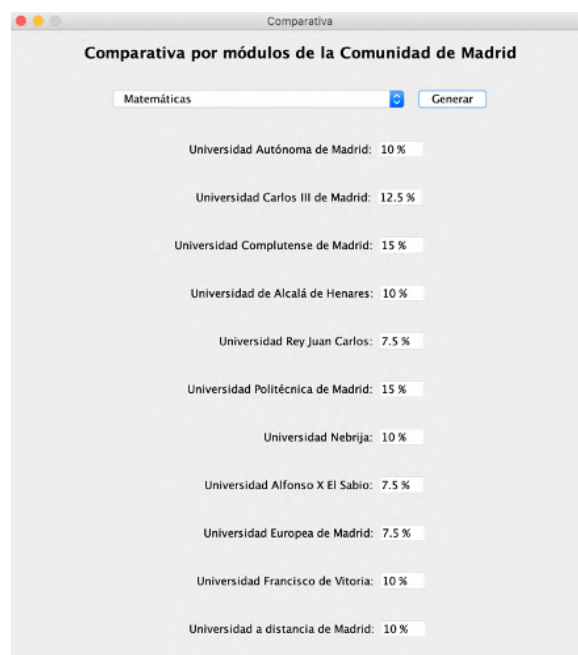 Comparativa
Comparativa por módulos de la Comunidad de Madrid
Matemáticas Generar
Universidad Autónoma de Madrid: 10 %
Universidad Carlos III de Madrid: 12.5 %
Universidad Complutense de Madrid: 15 %
Universidad de Alcalá de Henares: 10 %
Universidad Rey Juan Carlos: 7.5 %
Universidad Politécnica de Madrid: 15 %
Universidad Nebrija: 10 %
Universidad Alfonso X El Sabio: 7.5 %
Universidad Europea de Madrid: 7.5 %
Universidad Francisco de Vitoria: 10 %
Universidad a distancia de Madrid: 10 %